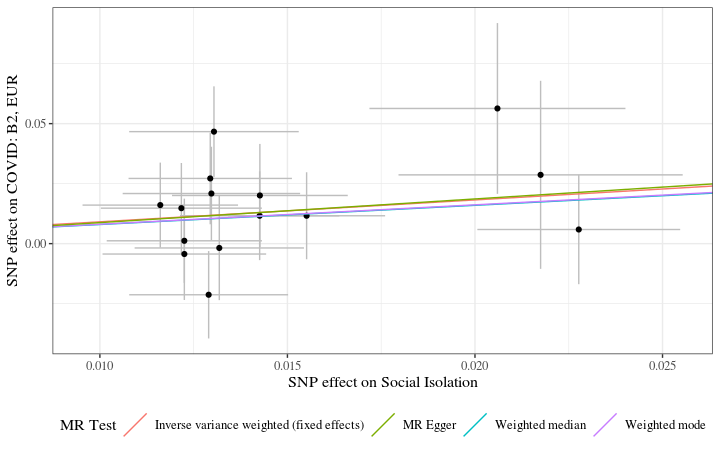 SNP effect on COVID: B2, EUR
0.05
0.00
0.010 0.015 0.020 0.025
SNP effect on Social Isolation
MR Test Inverse variance weighted (fixed effects) MR Egger Weighted median Weighted mode